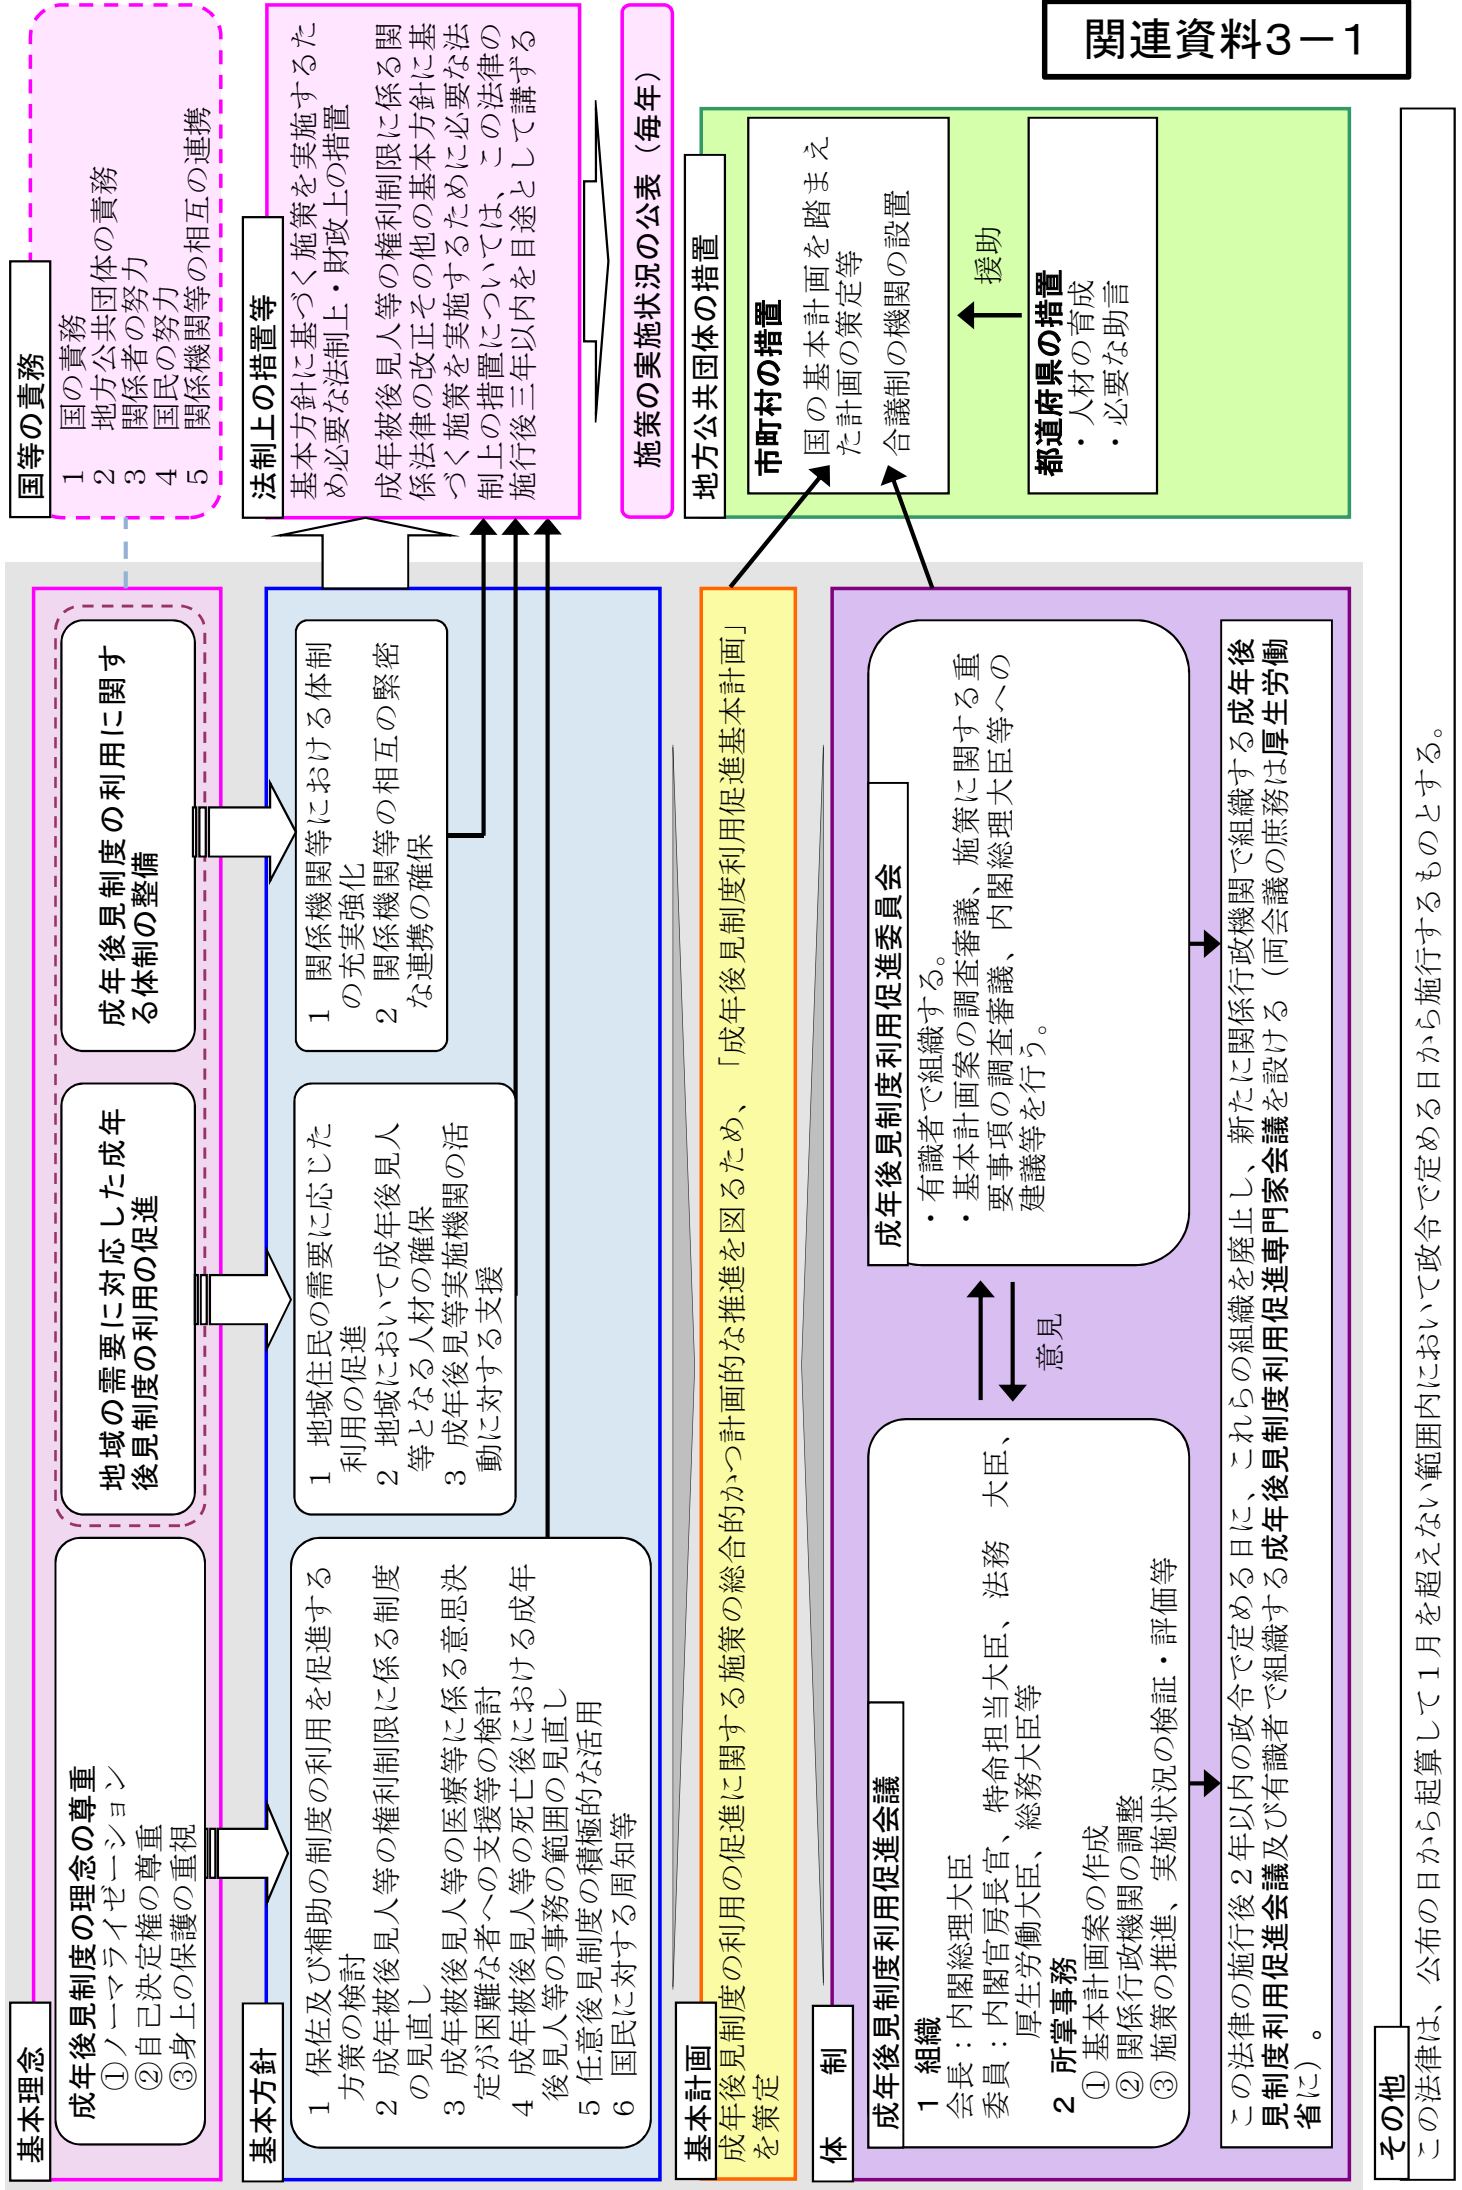 関連資料3－1
基本理念
成年後見制度の理念の尊重
①ノーマライゼーション
②自己決定権の尊重
③身上の保護の重視
地域の需要に対応した成年
後見制度の利用の促進
成年後見制度の利用に関す
る体制の整備
国等の責務
1 国の責務
2 地方公共団体の責務
3 関係者の努力
4 国民の努力
5 関係機関等の相互の連携
基本方針
1 保佐及び補助の制度の利用を促進する
方策の検討
2 成年被後見人等の権利制限に係る制度
の見直し
3 成年被後見人等の医療等に係る意思決
定が困難な者への支援等の検討
4 成年被後見人等の死亡後における成年
後見人等の事務の範囲の見直し
5 任意後見制度の積極的な活用
6 国民に対する周知等
1 地域住民の需要に応じた
利用の促進
2 地域において成年後見人
等となる人材の確保
3 成年後見等実施機関の活
動に対する支援
1 関係機関等における体制
の充実強化
2 関係機関等の相互の緊密
な連携の確保
法制上の措置等
基本方針に基づく施策を実施するた
め必要な法制上・財政上の措置
成年被後見人等の権利制限に係る関
係法律の改正その他の基本方針に基
づく施策を実施するために必要な法
制上の措置については、この法律の
施行後三年以内を目途として講ずる
施策の実施状況の公表（毎年）
基本計画
成年後見制度の利用の促進に関する施策の総合的かつ計画的な推進を図るため、「成年後見制度利用促進基本計画」
を策定
体　制
成年後見制度利用促進会議
1 組織
会長：内閣総理大臣
委員：内閣官房長官、特命担当大臣、法務　大臣、
厚生労働大臣、総務大臣等
2 所掌事務
① 基本計画案の作成
② 関係行政機関の調整
③ 施策の推進、実施状況の検証・評価等
意見
成年後見制度利用促進委員会
・有識者で組織する。
・基本計画案の調査審議、施策に関する重
要事項の調査審議、内閣総理大臣等への
建議等を行う。
この法律の施行後２年以内の政令で定める日に、これらの組織を廃止し、新たに関係行政機関で組織する成年後
見制度利用促進会議及び有識者で組織する成年後見制度利用促進専門家会議を設ける（両会議の庶務は厚生労働
省に）。
地方公共団体の措置
市町村の措置
国の基本計画を踏まえ
た計画の策定等
合議制の機関の設置
援助
都道府県の措置
・人材の育成
・必要な助言
その他
この法律は、公布の日から起算して１月を超えない範囲内において政令で定める日から施行するものとする。